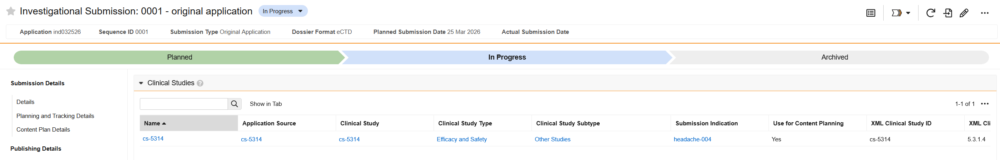 Investigational Submission: 0001 - original application In Progress
Application ind032526 Sequence ID 0001 Submission Type Original Application Dossier Format eCTD Planned Submission Date 25 Mar 2026 Actual Submission Date
Planned In Progress Archived
Submission Details
Details
Planning and Tracking Details
Content Plan Details
Publishing Details
Clinical Studies ?
Show in Tab 1-1 of 1
Name Application Source Clinical Study Clinical Study Type Clinical Study Subtype Submission Indication Use for Content Planning XML Clinical Study ID XML Cli
cs-5314 cs-5314 cs-5314 Efficacy and Safety Other Studies headache-004 Yes cs-5314 5.3.1.4